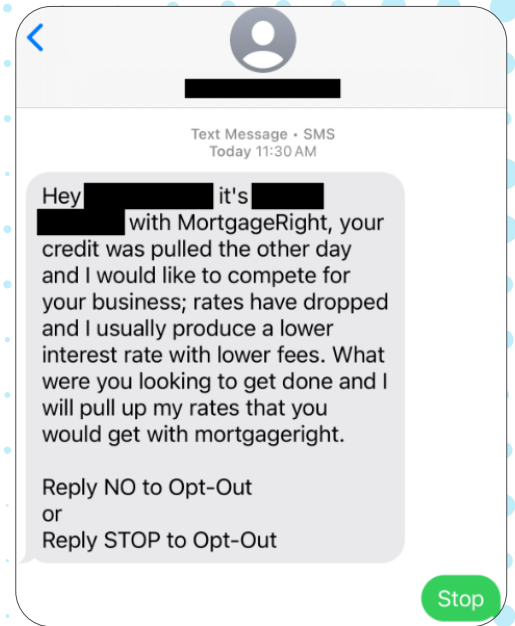 Text Message • SMS
Today 11:30 AM
Hey it's
with MortgageRight, your
credit was pulled the other day
and I would like to compete for
your business; rates have dropped
and I usually produce a lower
interest rate with lower fees. What
were you looking to get done and I
will pull up my rates that you
would get with mortgageright.
Reply NO to Opt-Out
or
Reply STOP to Opt-Out
Stop